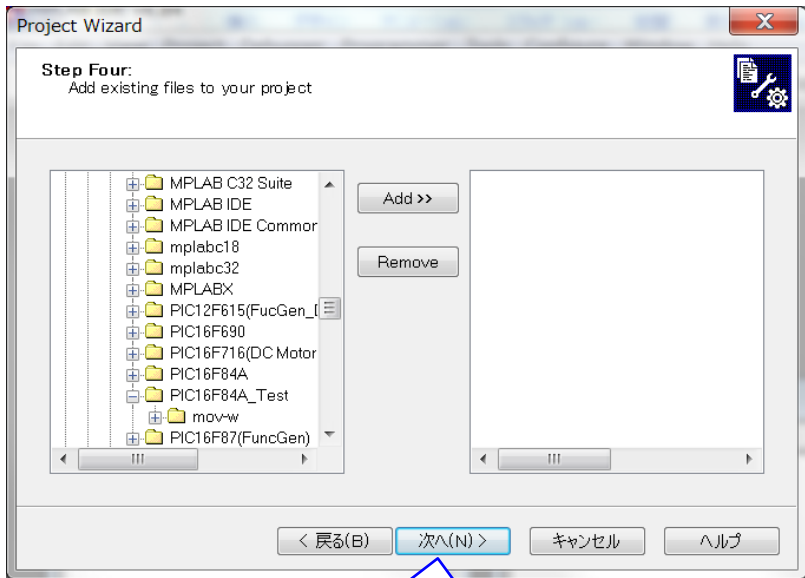 Project Wizard
Step Four:
Add existing files to your project
MPLAB C32 Suite
MPLAB IDE
MPLAB IDE Commor
mplabc18
mplabc32
MPLABX
PIC12F615(FucGen_
PIC16F690
PIC16F716(DC Motor
PIC16F84A
PIC16F84A_Test
mov-w
PIC16F87(FuncGen)
Add >>
Remove
< 戻る(B)
次へ(N) >
キャンセル
ヘルプ